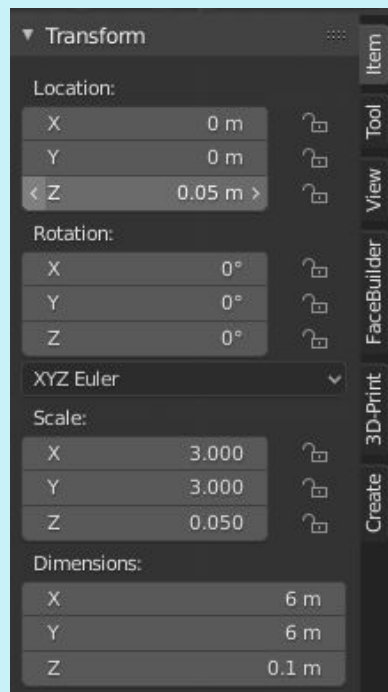 Transform
Location:
X 0 m
Y 0 m
Z 0.05 m
Rotation:
X 0°
Y 0°
Z 0°
XYZ Euler
Scale:
X 3.000
Y 3.000
Z 0.050
Dimensions:
X 6 m
Y 6 m
Z 0.1 m
Item
Tool
View
FaceBuilder
3D-Print
Create